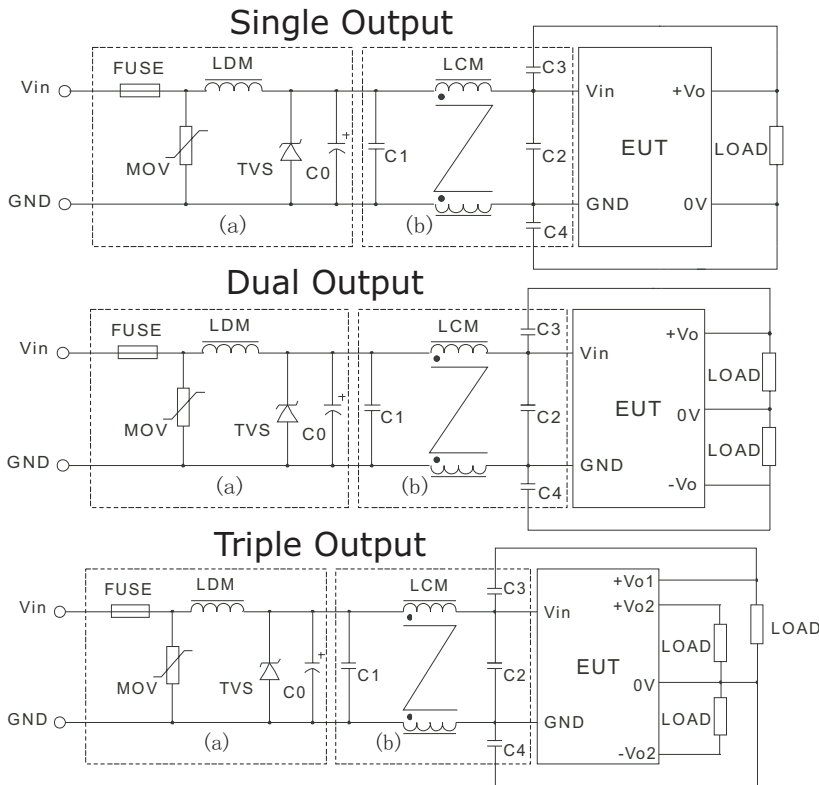 Single Output
FUSE
LDM
LCM
C3
Vin
Vin
+Vo
MOV
TVS
C0
+
C1
C2
EUT
LOAD
GND
GND
0V
(a)
(b)
C4
Dual Output
FUSE
LDM
LCM
C3
Vin
Vin
+Vo
MOV
TVS
C0
+
C1
C2
EUT
LOAD
0V
LOAD
GND
GND
-Vo
(a)
(b)
C4
Triple Output
FUSE
LDM
LCM
C3
Vin
Vin
+Vo1
+Vo2
LOAD
LOAD
MOV
TVS
C0
+
C1
C2
EUT
0V
LOAD
GND
GND
-Vo2
(a)
(b)
C4